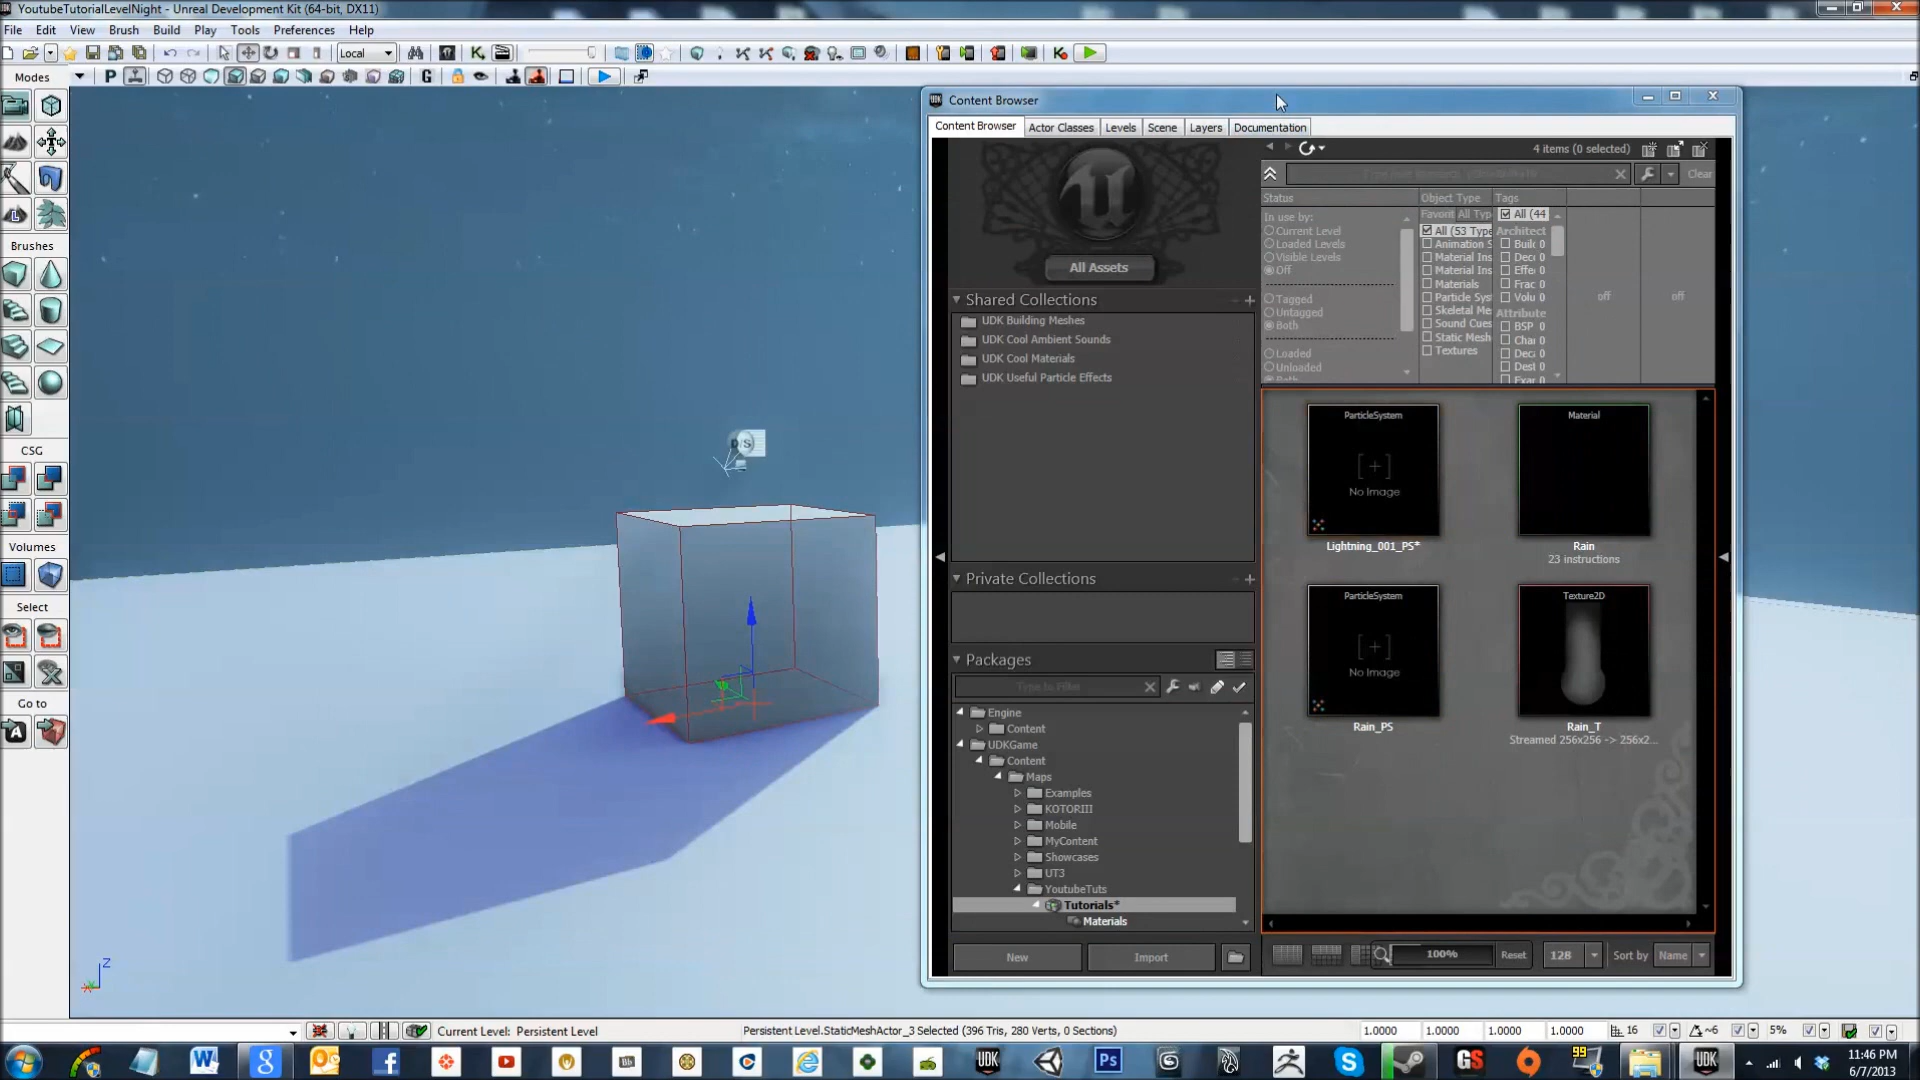 YoutubeTutorialLevelNight - Unreal Development Kit (64-bit, DX11)
File Edit View Brush Build Play Tools Preferences Help
Local
Modes
P
G
Content Browser
Content Browser Actor Classes Levels Scene Layers Documentation
4 items (0 selected)
Clear
All Assets
Status
Object Type
Tags
In use by:
Current Level
Loaded Levels
Visible Levels
Off
Tagged
Untagged
Both
Loaded
Unloaded
Both
Favorit All Typ
All (53 Type
Animation S
Material Ins
Material Ins
Materials
Particle Sys
Skeletal Me
Sound Cues
Static Mesh
Textures
All (44
Architect
Builc 0
Deco 0
Effe 0
Frac 0
Volu 0
Attribute
BSP 0
Char 0
Deca 0
Dest 0
Exar 0
off
off
Shared Collections
UDK Building Meshes
UDK Cool Ambient Sounds
UDK Cool Materials
UDK Useful Particle Effects
Private Collections
Packages
Type to Filter
Engine
Content
UDKGame
Content
Maps
Examples
KOTORIII
Mobile
MyContent
Showcases
UT3
YoutubeTuts
Tutorials*
Materials
New
Import
ParticleSystem
No Image
Lightning_001_PS*
Material
Rain
23 instructions
ParticleSystem
No Image
Rain_PS
Texture2D
Rain_T
Streamed 256x256 -> 256x2...
100%
Reset
128
Sort by
Name
Brushes
CSG
Volumes
Select
Go to
Z
Current Level: Persistent Level
Persistent Level.StaticMeshActor_3 Selected (396 Tris, 280 Verts, 0 Sections)
1.0000 1.0000 1.0000 1.0000
16
~6
5%
UDK
Ps
GS
99
UDK
11:46 PM
6/7/2013